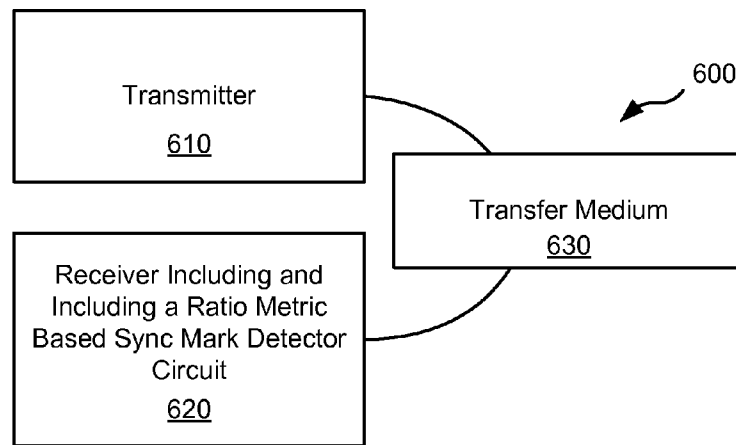 Transmitter
610
600
Transfer Medium
630
Receiver Including and
Including a Ratio Metric
Based Sync Mark Detector
Circuit
620